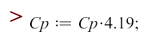 > Cp := Cp·4.19;